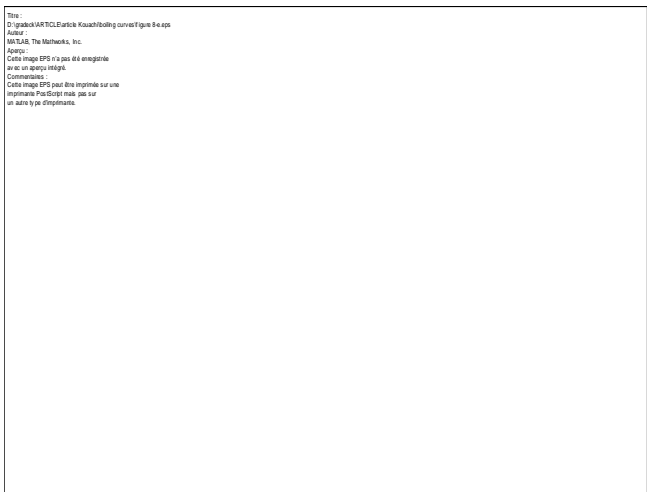 Titre :
D:\gradeck\ARTICLE\article Kouachi\boiling curves\figure 8-e.eps
Auteur :
MATLAB, The Mathworks, Inc.
Aperçu :
Cette image EPS n'a pas été enregistrée
avec un aperçu intégré.
Commentaires :
Cette image EPS peut être imprimée sur une
imprimante PostScript mais pas sur
un autre type d'imprimante.